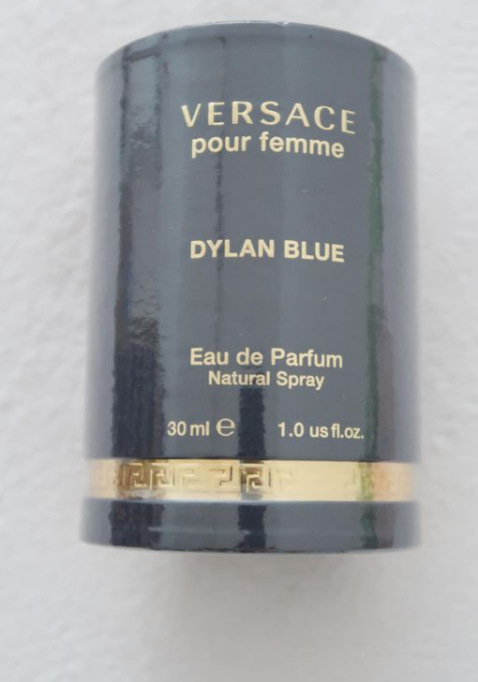 VERSACE
pour femme
DYLAN BLUE
Eau de Parfum
Natural Spray
30 ml ℮ 1.0 us fl.oz.